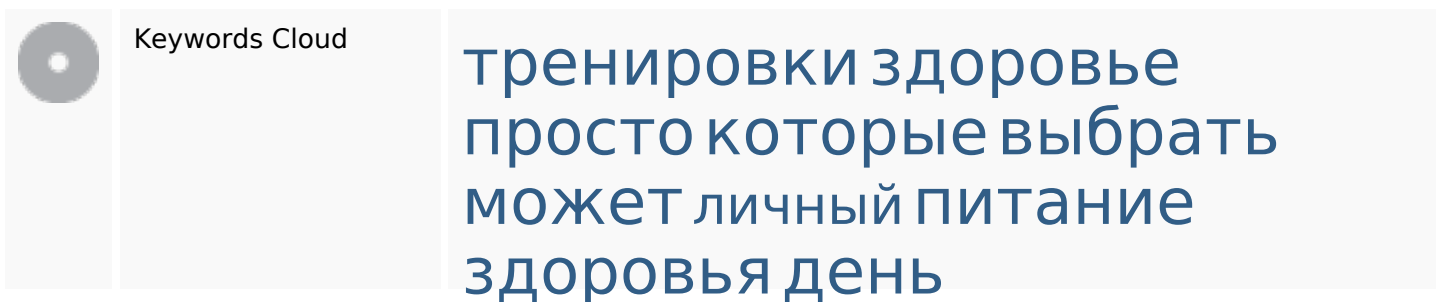 Keywords Cloud
тренировки здоровье
просто которые выбрать
может личный питание
здоровья день